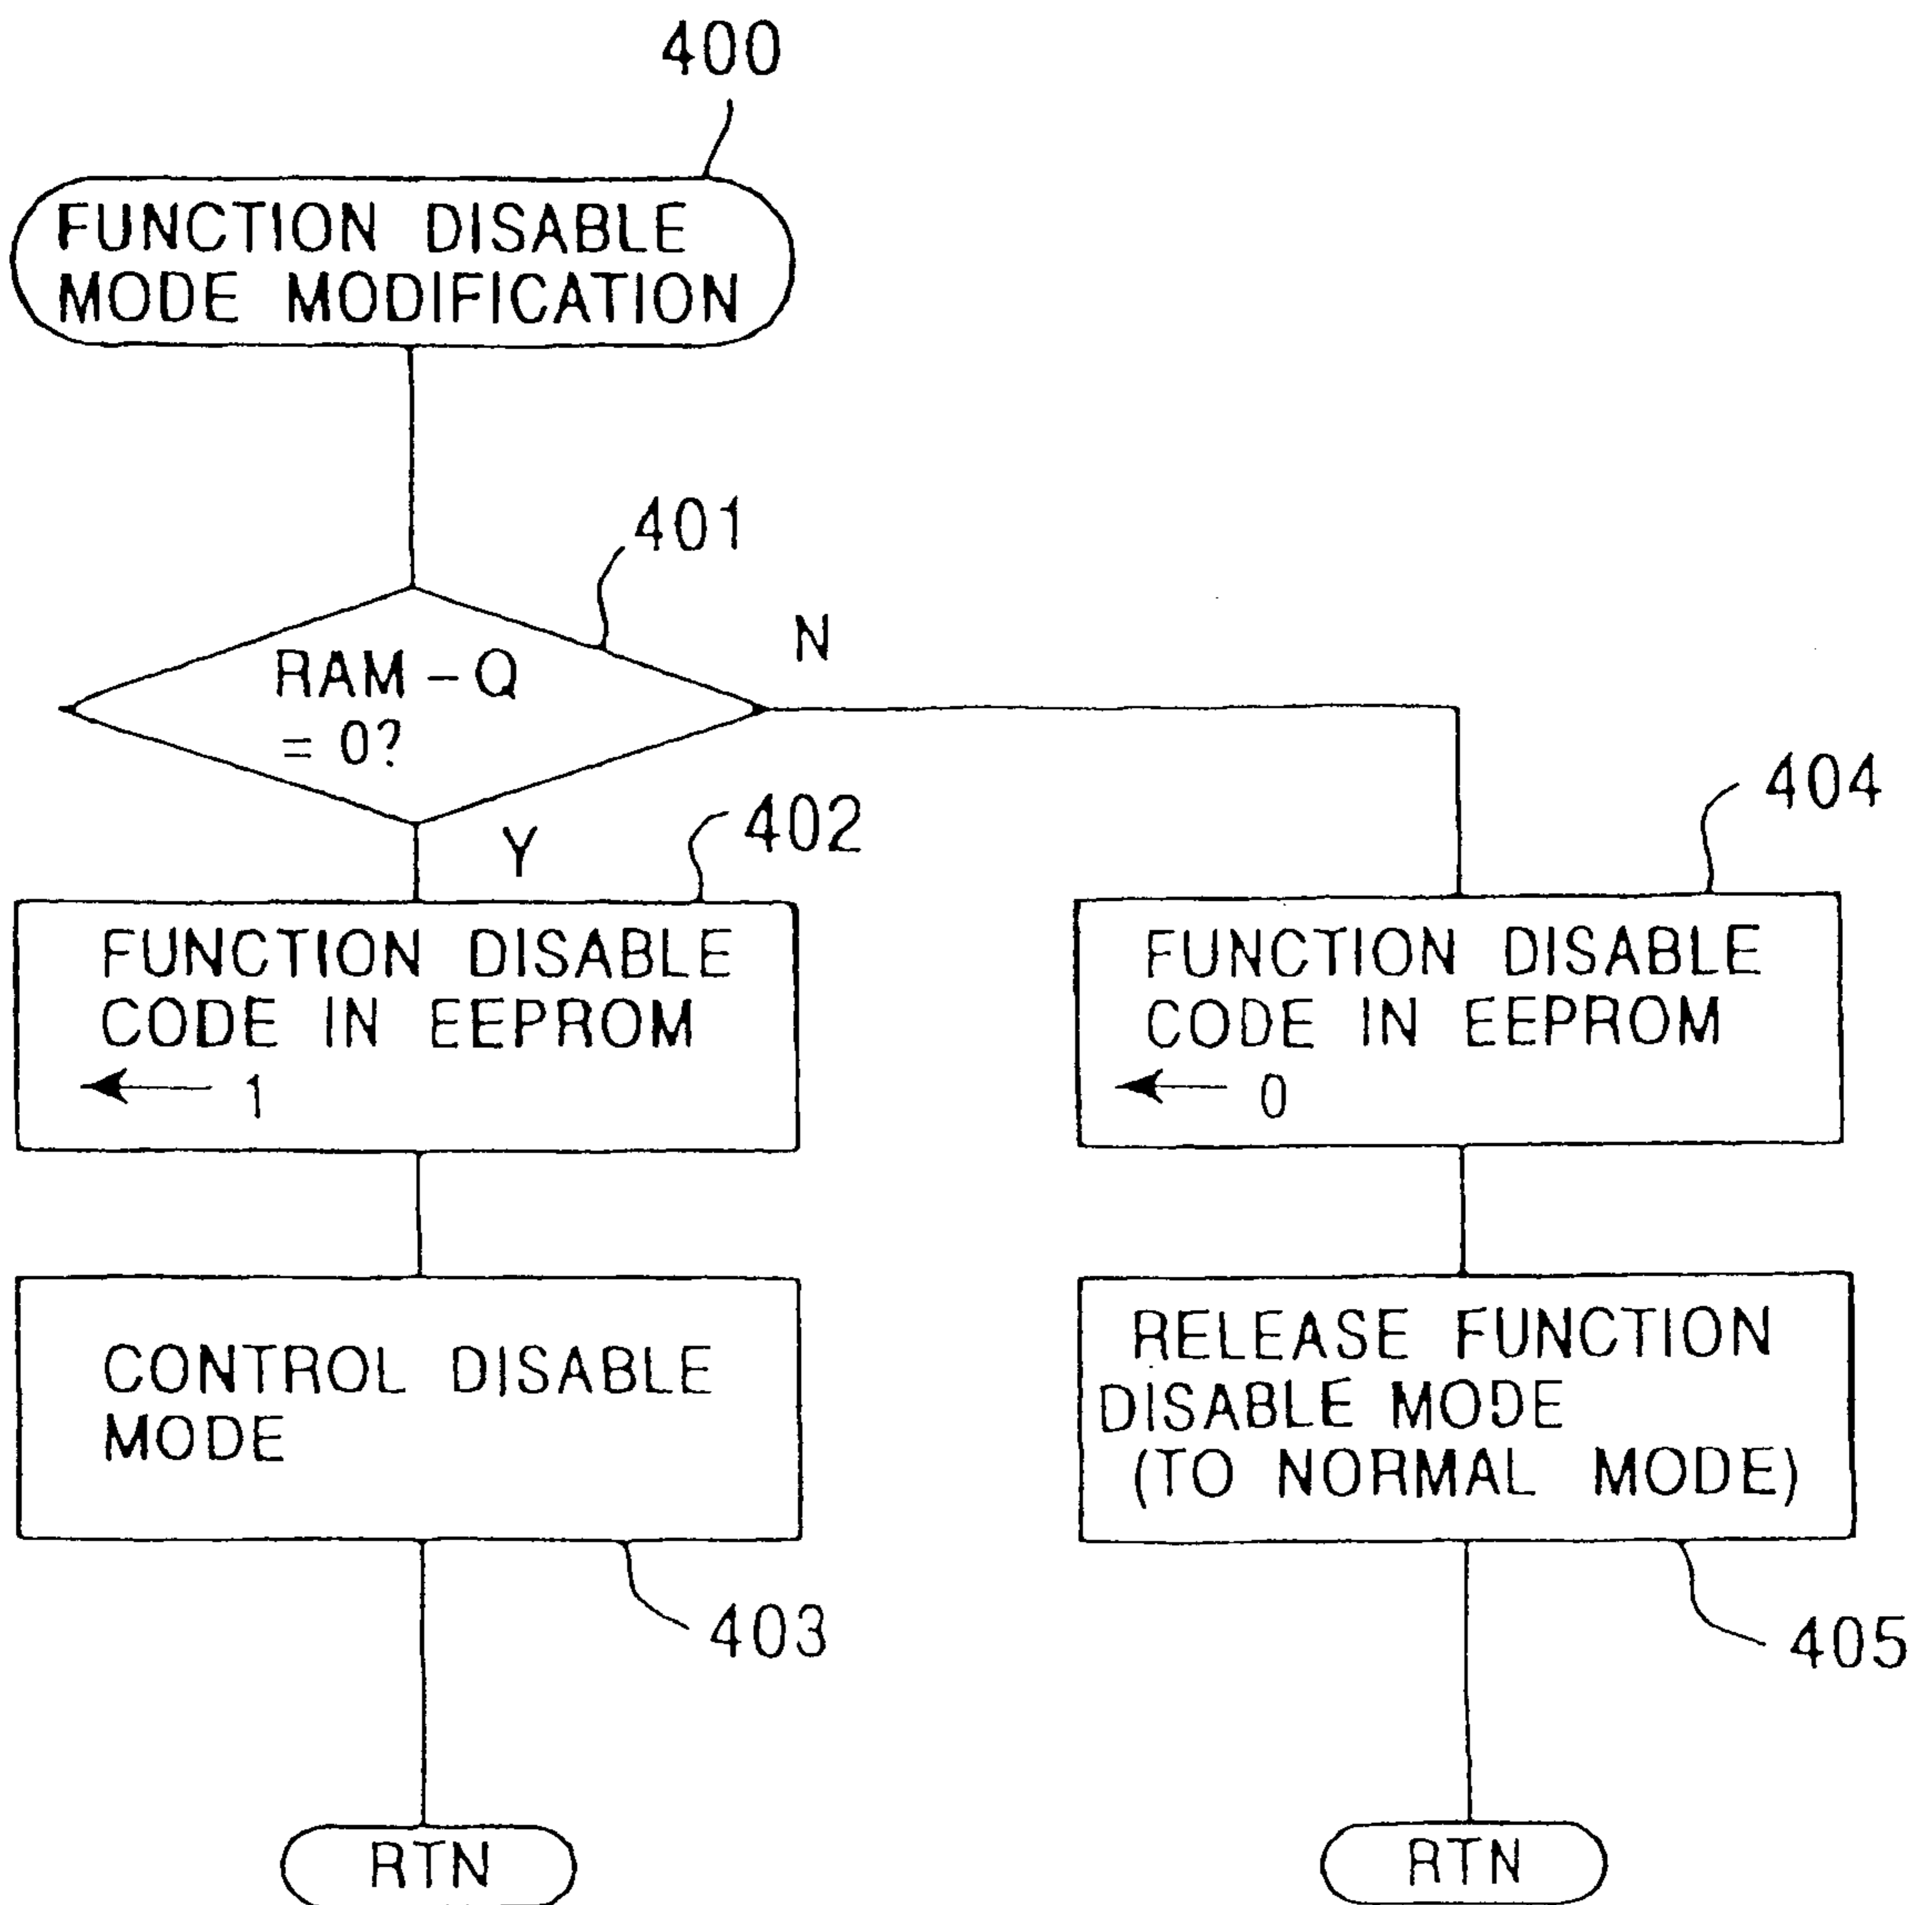 400
FUNCTION DISABLE
MODE MODIFICATION
401
RAM - Q
= 0?
N
Y
402
FUNCTION DISABLE
CODE IN EEPROM
← 1
CONTROL DISABLE
MODE
403
RTN
404
FUNCTION DISABLE
CODE IN EEPROM
← 0
RELEASE FUNCTION
DISABLE MODE
(TO NORMAL MODE)
405
RTN